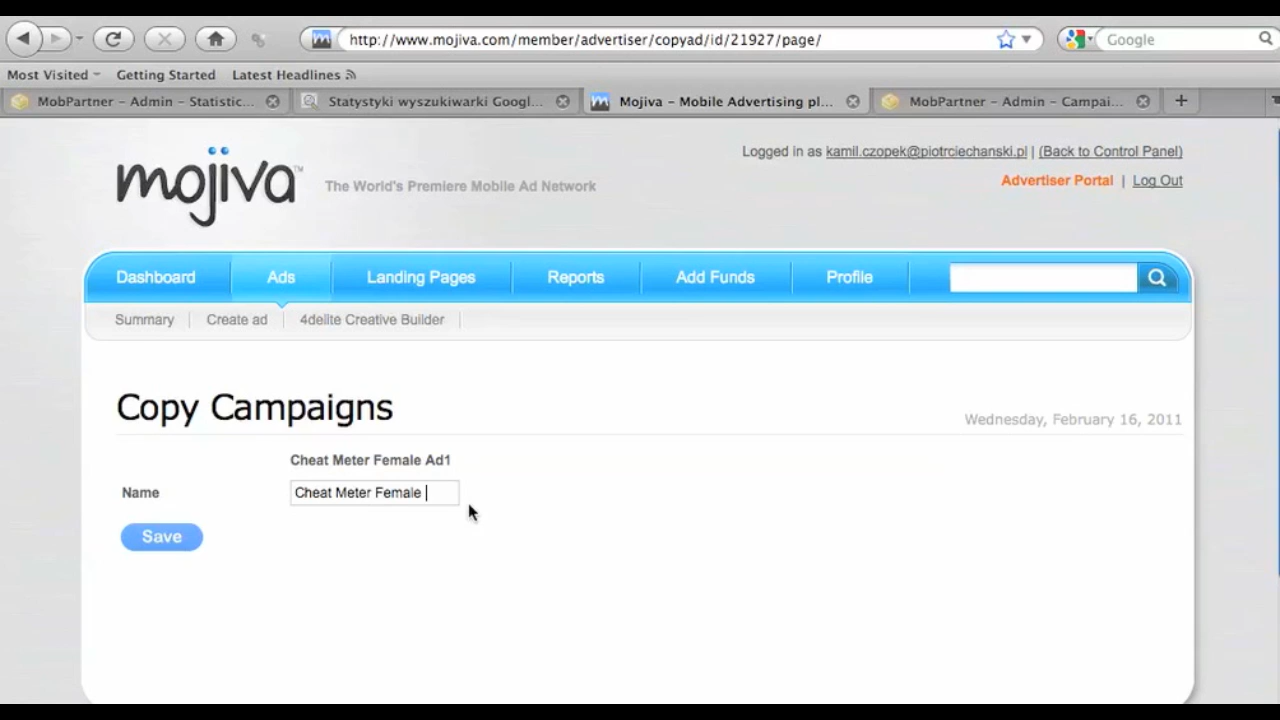 http://www.mojiva.com/member/advertiser/copyad/id/21927/page/
Google
Most Visited Getting Started Latest Headlines
MobPartner - Admin - Statistic... Statystyki wyszukiwarki Googl... Mojiva - Mobile Advertising pl... MobPartner - Admin - Campai...
Logged in as kamil.czopek@piotrciechanski.pl | (Back to Control Panel)
mojiva™ The World's Premiere Mobile Ad Network
Advertiser Portal | Log Out
Dashboard Ads Landing Pages Reports Add Funds Profile
Summary Create ad 4delite Creative Builder
Copy Campaigns
Wednesday, February 16, 2011
Cheat Meter Female Ad1
Name Cheat Meter Female
Save